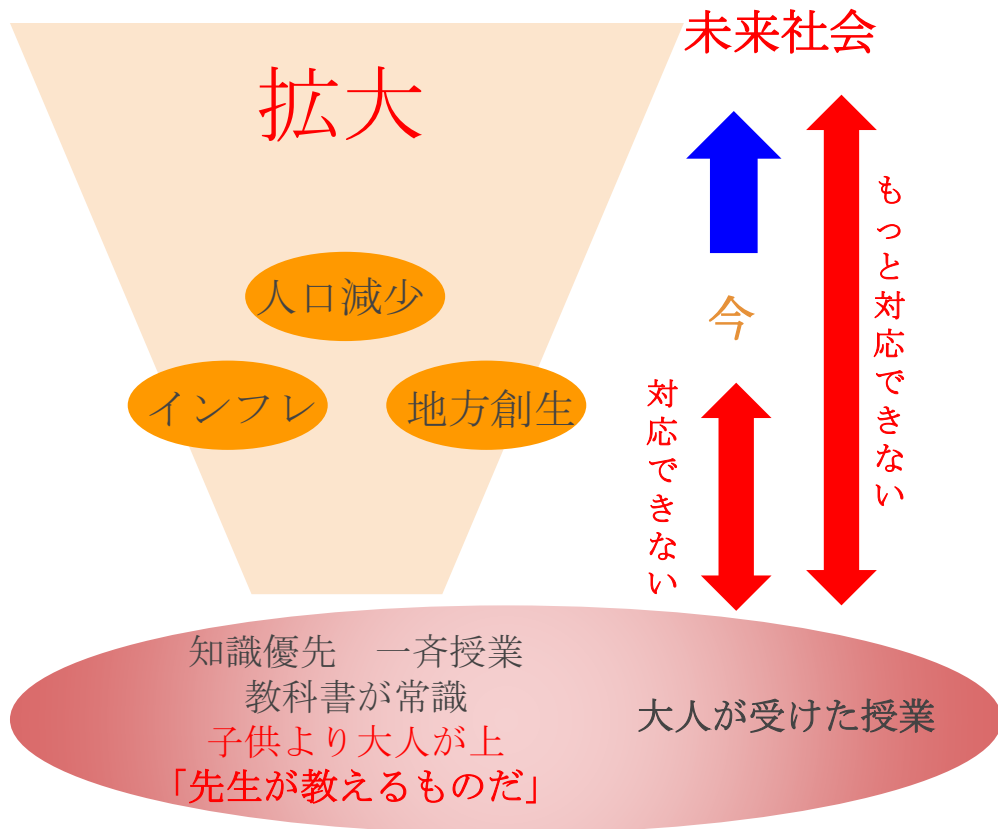 未来社会
拡大
もっと対応できない
人口減少
今
インフレ
地方創生
対応できない
知識優先　一斉授業
教科書が常識
子供より大人が上
「先生が教えるものだ」
大人が受けた授業